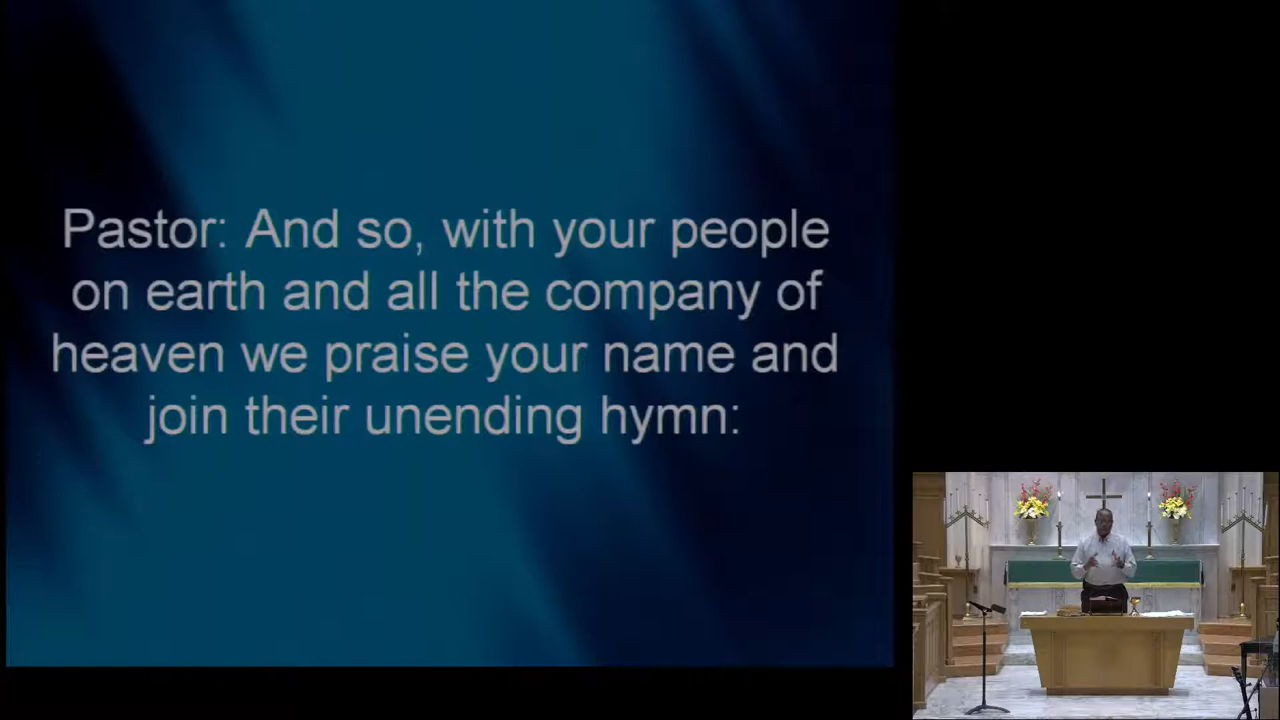 Pastor: And so, with your people
on earth and all the company of
heaven we praise your name and
join their unending hymn: